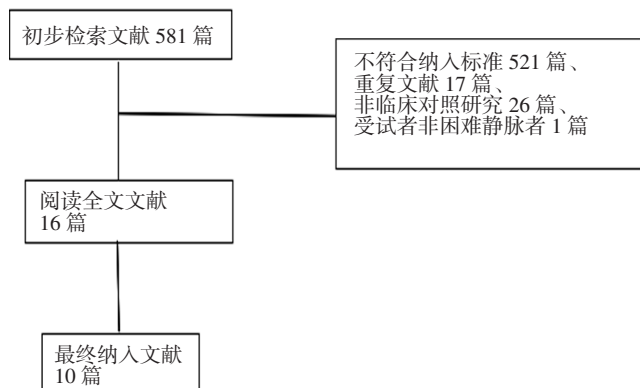 初步检索文献 581 篇
不符合纳入标准 521 篇、
重复文献 17 篇、
非临床对照研究 26 篇、
受试者非困难静脉者 1 篇
阅读全文文献
16 篇
最终纳入文献
10 篇